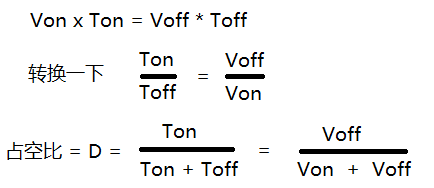 Von x Ton = Voff * Toff
转换一下 Ton / Toff = Voff / Von
占空比 = D = Ton / Ton + Toff = Voff / Von + Voff